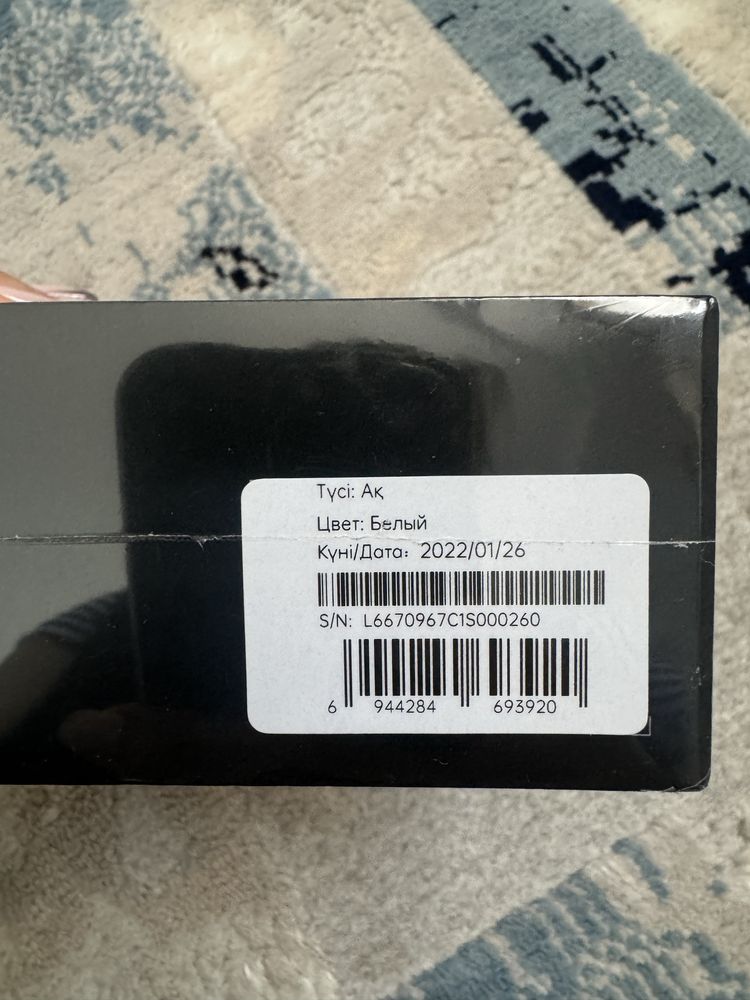 Түсі: Ақ
Цвет: Белый
Күні/Дата: 2022/01/26
S/N: L6670967C1S000260
6 944284 693920